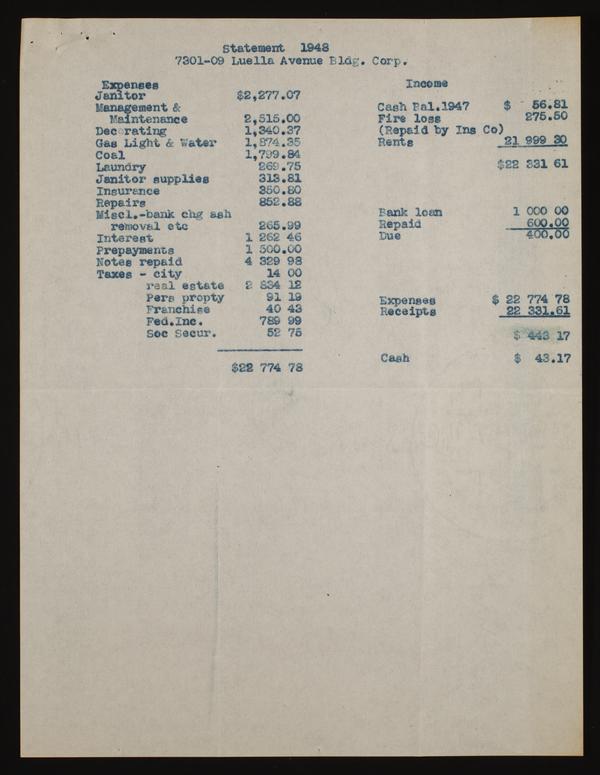 Statement 1948
7301-09 Luella Avenue Bldg. Corp.
Expenses
Janitor $2,277.07
Management &
Maintenance 2,515.00
Decorating 1,340.37
Gas Light & Water 1,874.35
Coal 1,799.84
Laundry 269.75
Janitor supplies 313.81
Insurance 350.80
Repairs 852.88
Miscl.-bank chg ash
removal etc 265.99
Interest 1 262 46
Prepayments 1 500.00
Notes repaid 4 329 98
Taxes - city 14 00
real estate 2 834 12
Pers propty 91 19
Franchise 40 43
Fed.Inc. 789 99
Soc Secur. 52 75
$22 774 78
Income
Cash Bal.1947 $ 56.81
Fire loss 275.50
(Repaid by Ins Co)
Rents 21 999 30
$22 331 61
Bank loan 1 000 00
Repaid 600.00
Due 400.00
Expenses $ 22 774 78
Receipts 22 331.61
$ 443 17
Cash $ 43.17